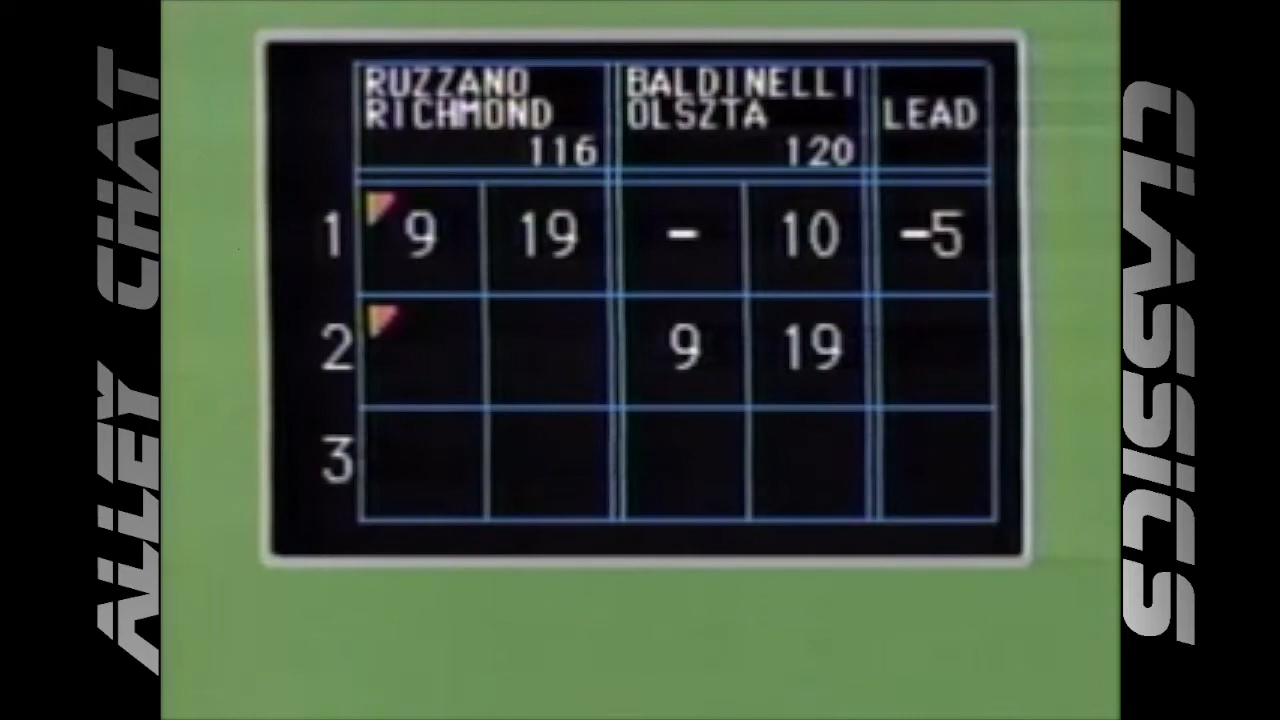 ALLEY CHAT
RUZZANO
RICHMOND
116
BALDINELLI
OLSZTA
120
LEAD
1 9 19 - 10 -5
2 9 19
3
CLASSICS